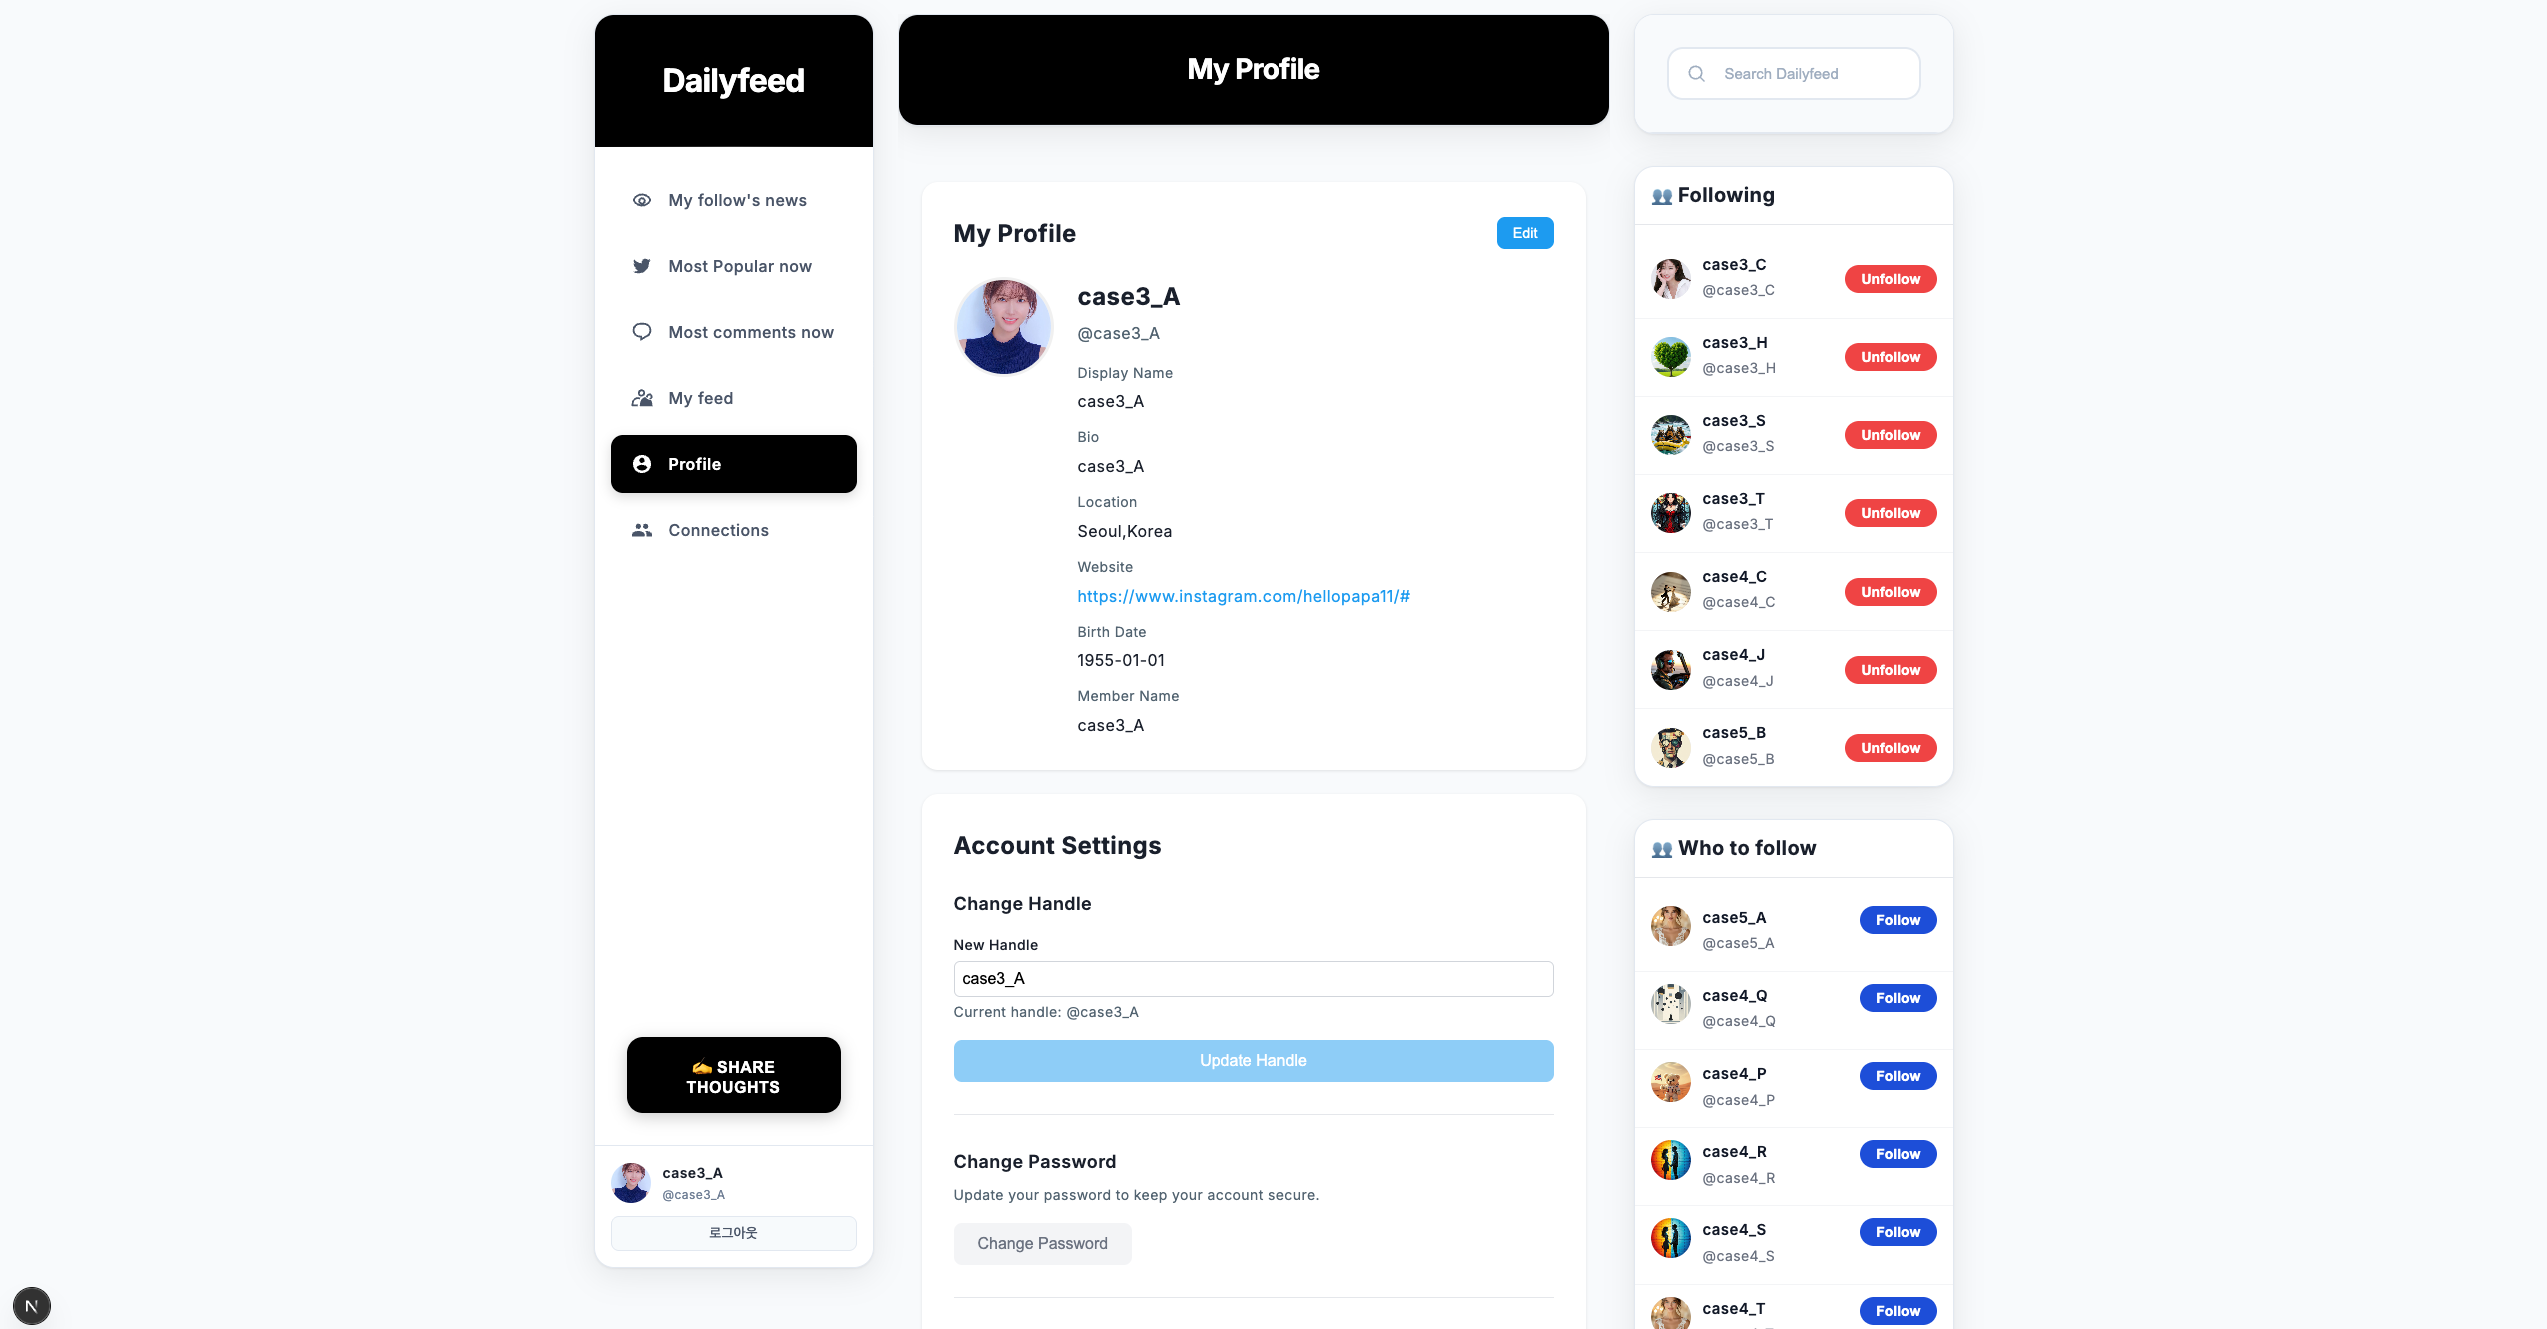 Dailyfeed
My follow's news
Most Popular now
Most comments now
My feed
Profile
Connections
✍️ SHARE
THOUGHTS
case3_A
@case3_A
로그아웃
N
My Profile
My Profile
Edit
case3_A
@case3_A
Display Name
case3_A
Bio
case3_A
Location
Seoul,Korea
Website
https://www.instagram.com/hellopapa11/#
Birth Date
1955-01-01
Member Name
case3_A
Account Settings
Change Handle
New Handle
case3_A
Current handle: @case3_A
Update Handle
Change Password
Update your password to keep your account secure.
Change Password
Search Dailyfeed
👥 Following
case3_C
@case3_C
Unfollow
case3_H
@case3_H
Unfollow
case3_S
@case3_S
Unfollow
case3_T
@case3_T
Unfollow
case4_C
@case4_C
Unfollow
case4_J
@case4_J
Unfollow
case5_B
@case5_B
Unfollow
👥 Who to follow
case5_A
@case5_A
Follow
case4_Q
@case4_Q
Follow
case4_P
@case4_P
Follow
case4_R
@case4_R
Follow
case4_S
@case4_S
Follow
case4_T
Follow